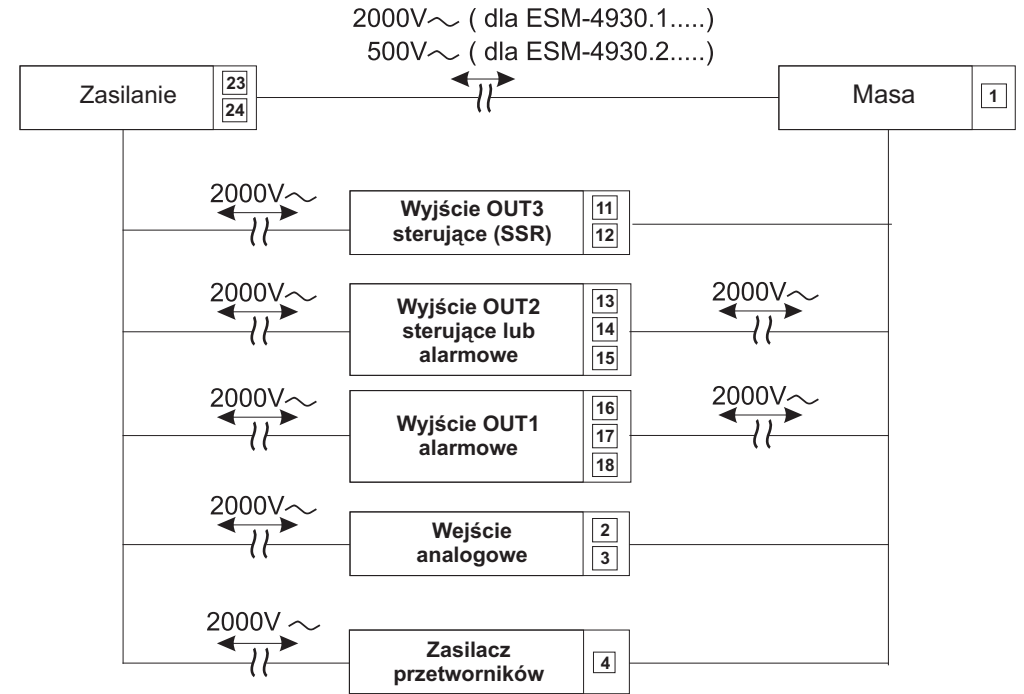 2000V～ ( dla ESM-4930.1.....)
500V～ ( dla ESM-4930.2.....)
Zasilanie
23
24
Masa
1
2000V～
Wyjście OUT3
sterujące (SSR)
11
12
2000V～
Wyjście OUT2
sterujące lub
alarmowe
13
14
15
2000V～
2000V～
Wyjście OUT1
alarmowe
16
17
18
2000V～
2000V～
Wejście
analogowe
2
3
2000V ～
Zasilacz
przetworników
4